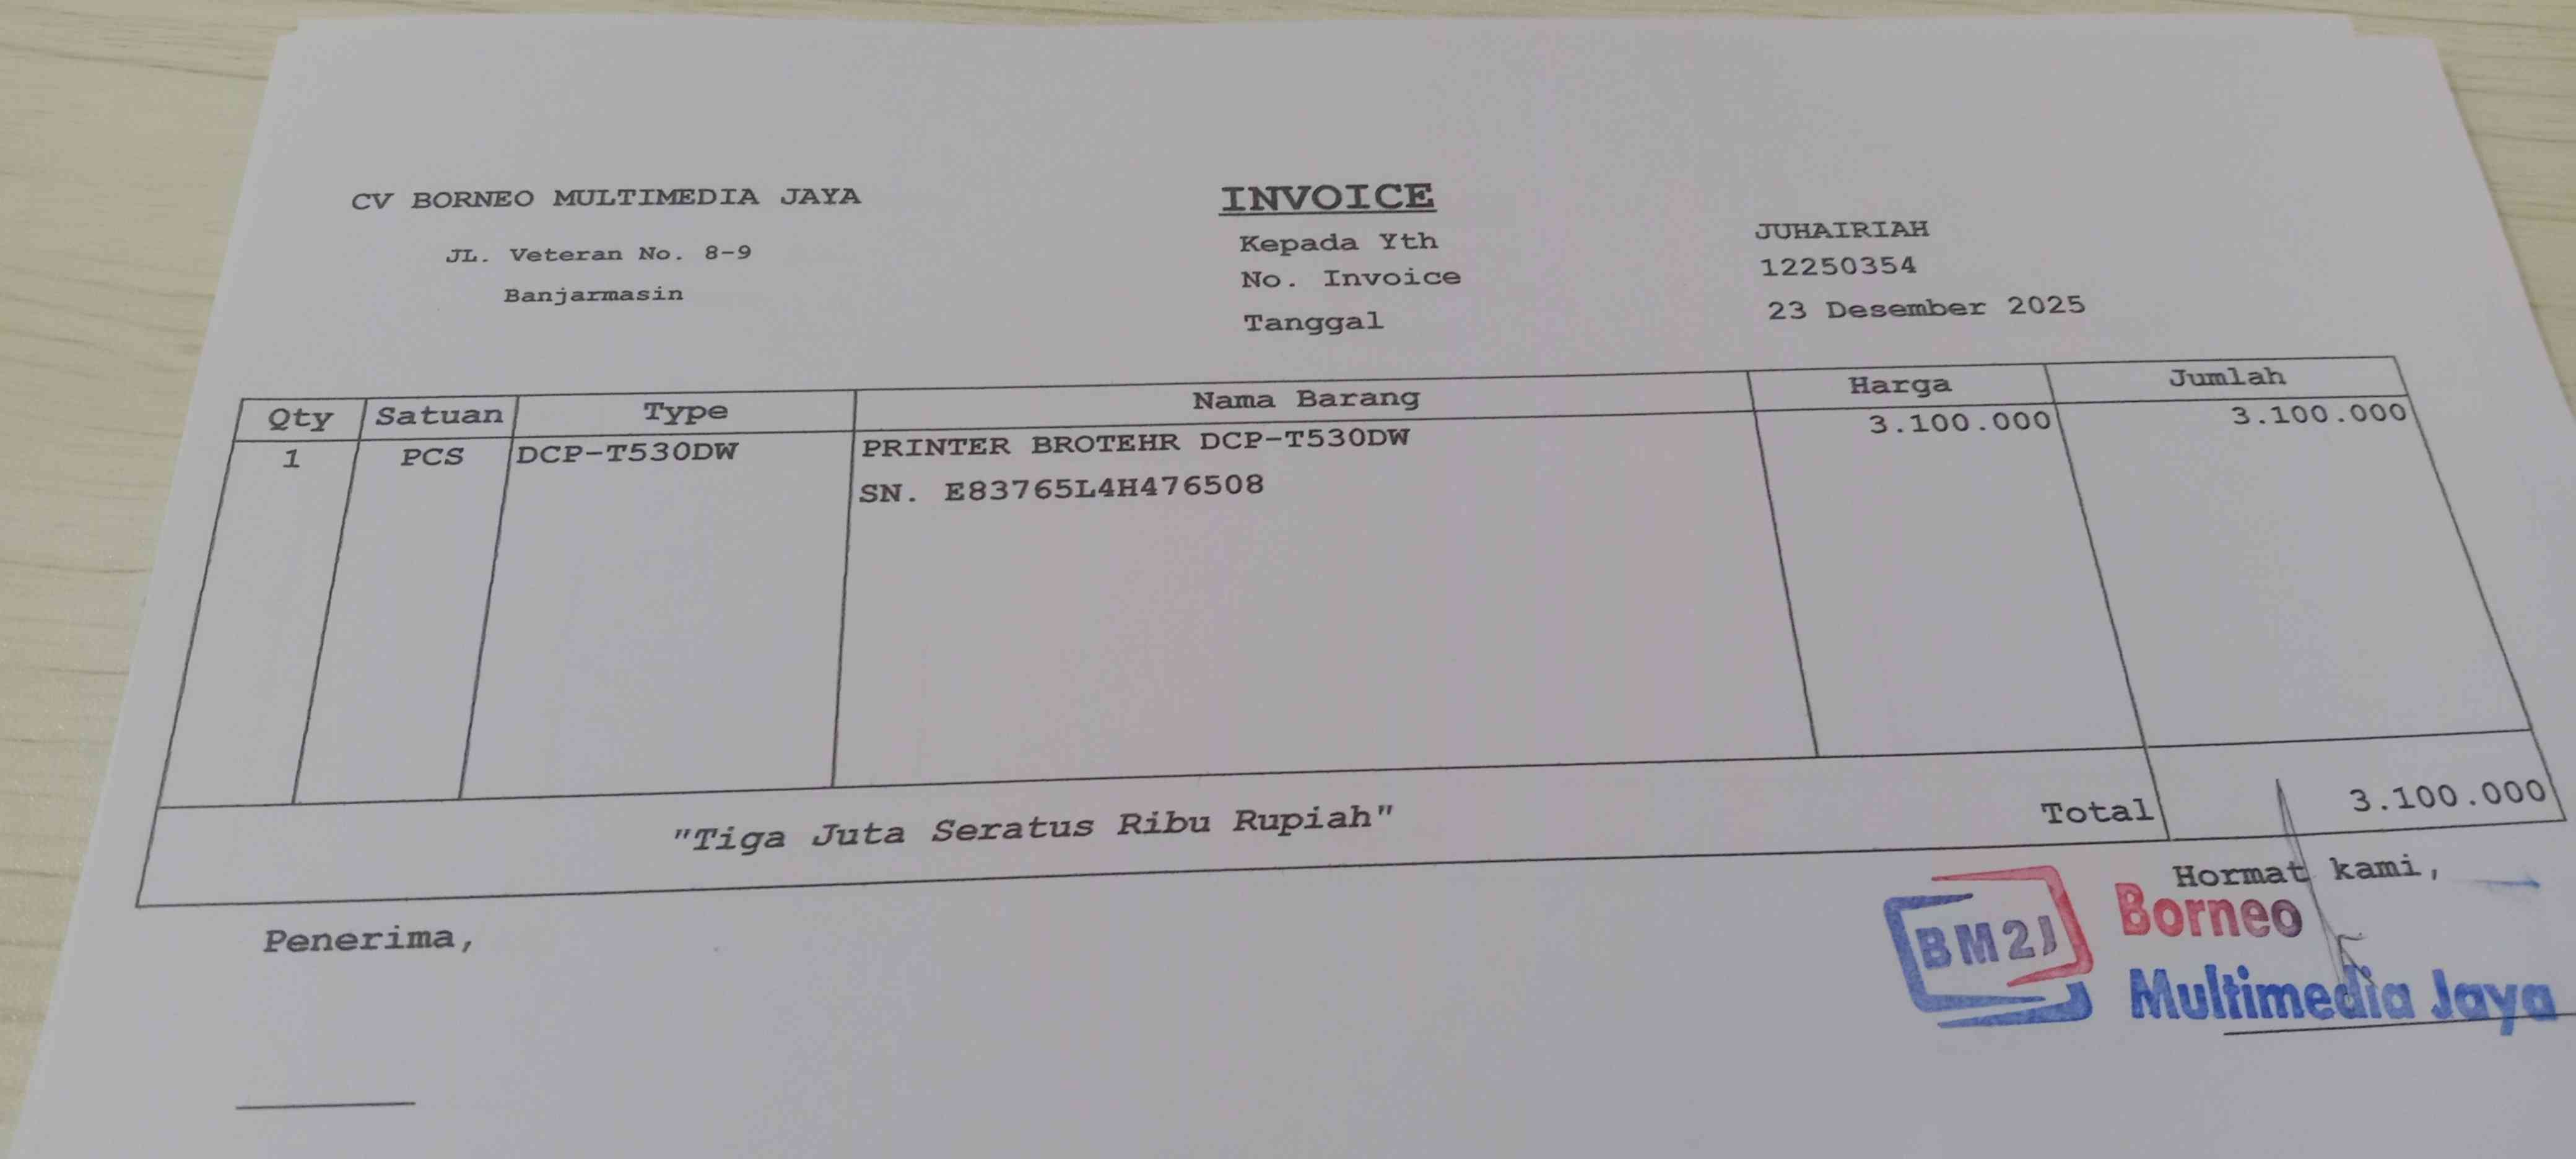 CV BORNEO MULTIMEDIA JAYA
JL. Veteran No. 8-9
Banjarmasin
INVOICE
Kepada Yth JUHAIRIAH
No. Invoice 12250354
Tanggal 23 Desember 2025
Qty Satuan Type Nama Barang Harga Jumlah
1 PCS DCP-T530DW PRINTER BROTEHR DCP-T530DW 3.100.000 3.100.000
SN. E83765L4H476508
"Tiga Juta Seratus Ribu Rupiah" Total 3.100.000
Penerima, Hormat kami,
BM2J Borneo
Multimedia Jaya